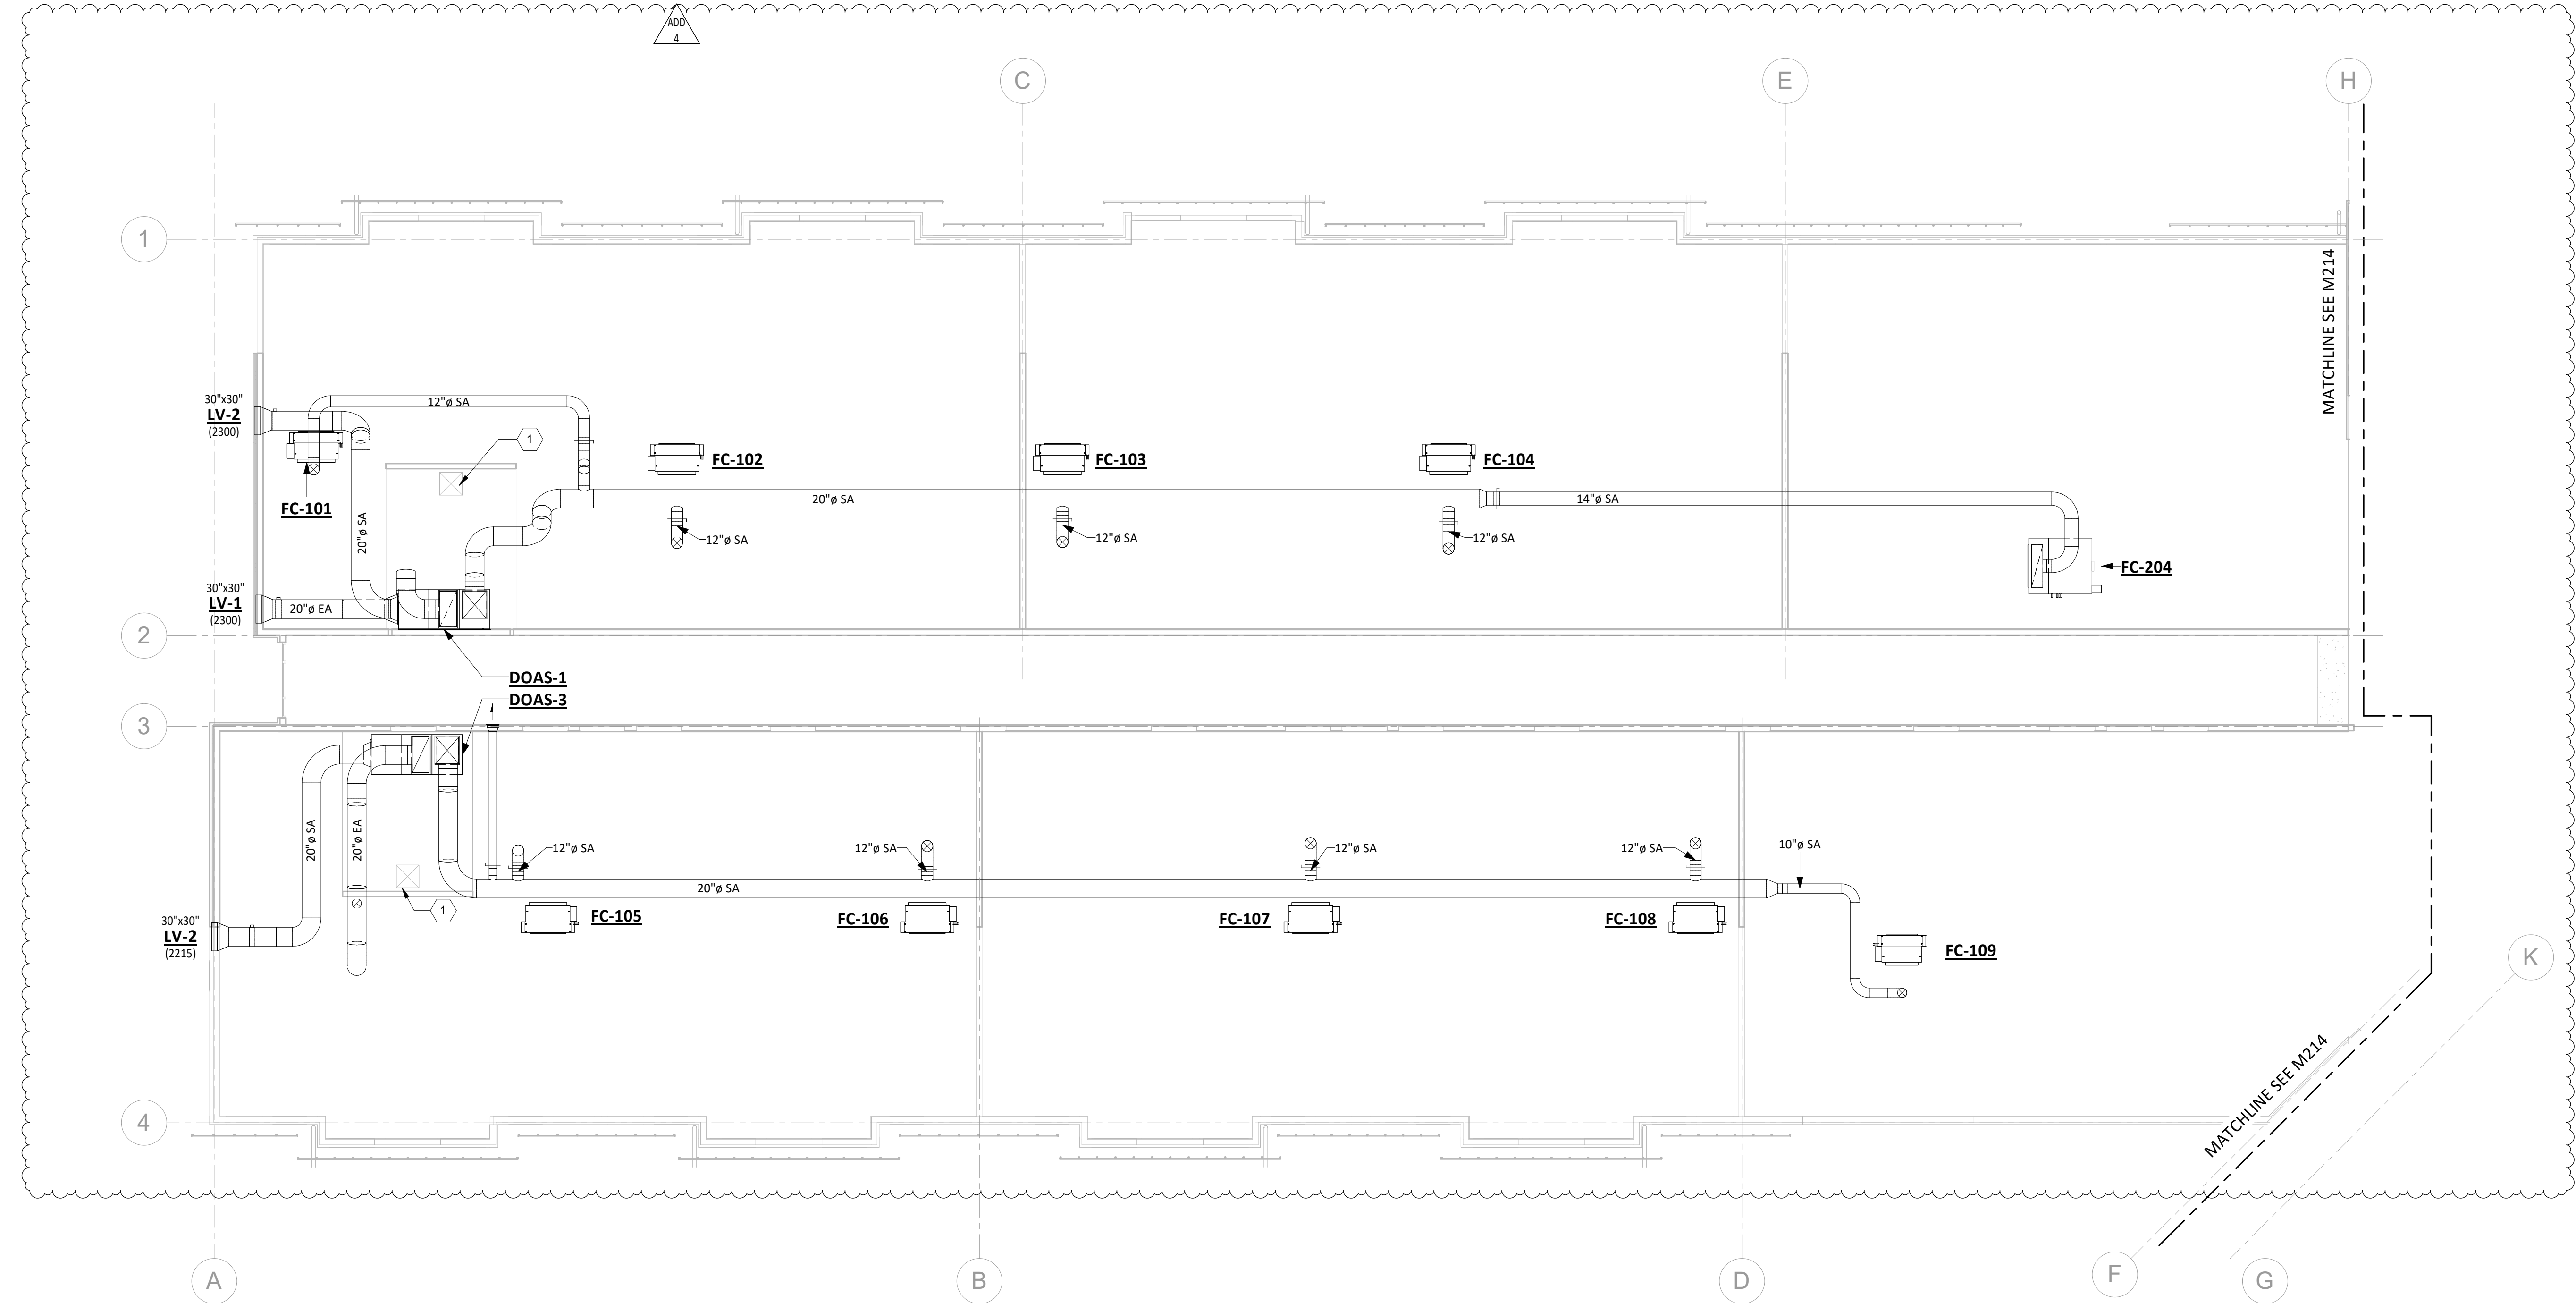 ADD
4
C
E
H
1
MATCHLINE SEE M214
30"x30"
LV-2
(2300)
12"ø SA
1
FC-102
FC-103
FC-104
FC-101
20"ø SA
20"ø SA
14"ø SA
12"ø SA
12"ø SA
12"ø SA
FC-204
30"x30"
LV-1
(2300)
20"ø EA
2
DOAS-1
DOAS-3
3
20"ø SA
20"ø EA
12"ø SA
12"ø SA
12"ø SA
12"ø SA
10"ø SA
20"ø SA
1
FC-105
FC-106
FC-107
FC-108
30"x30"
LV-2
(2215)
FC-109
K
MATCHLINE SEE M214
4
A
B
D
F
G